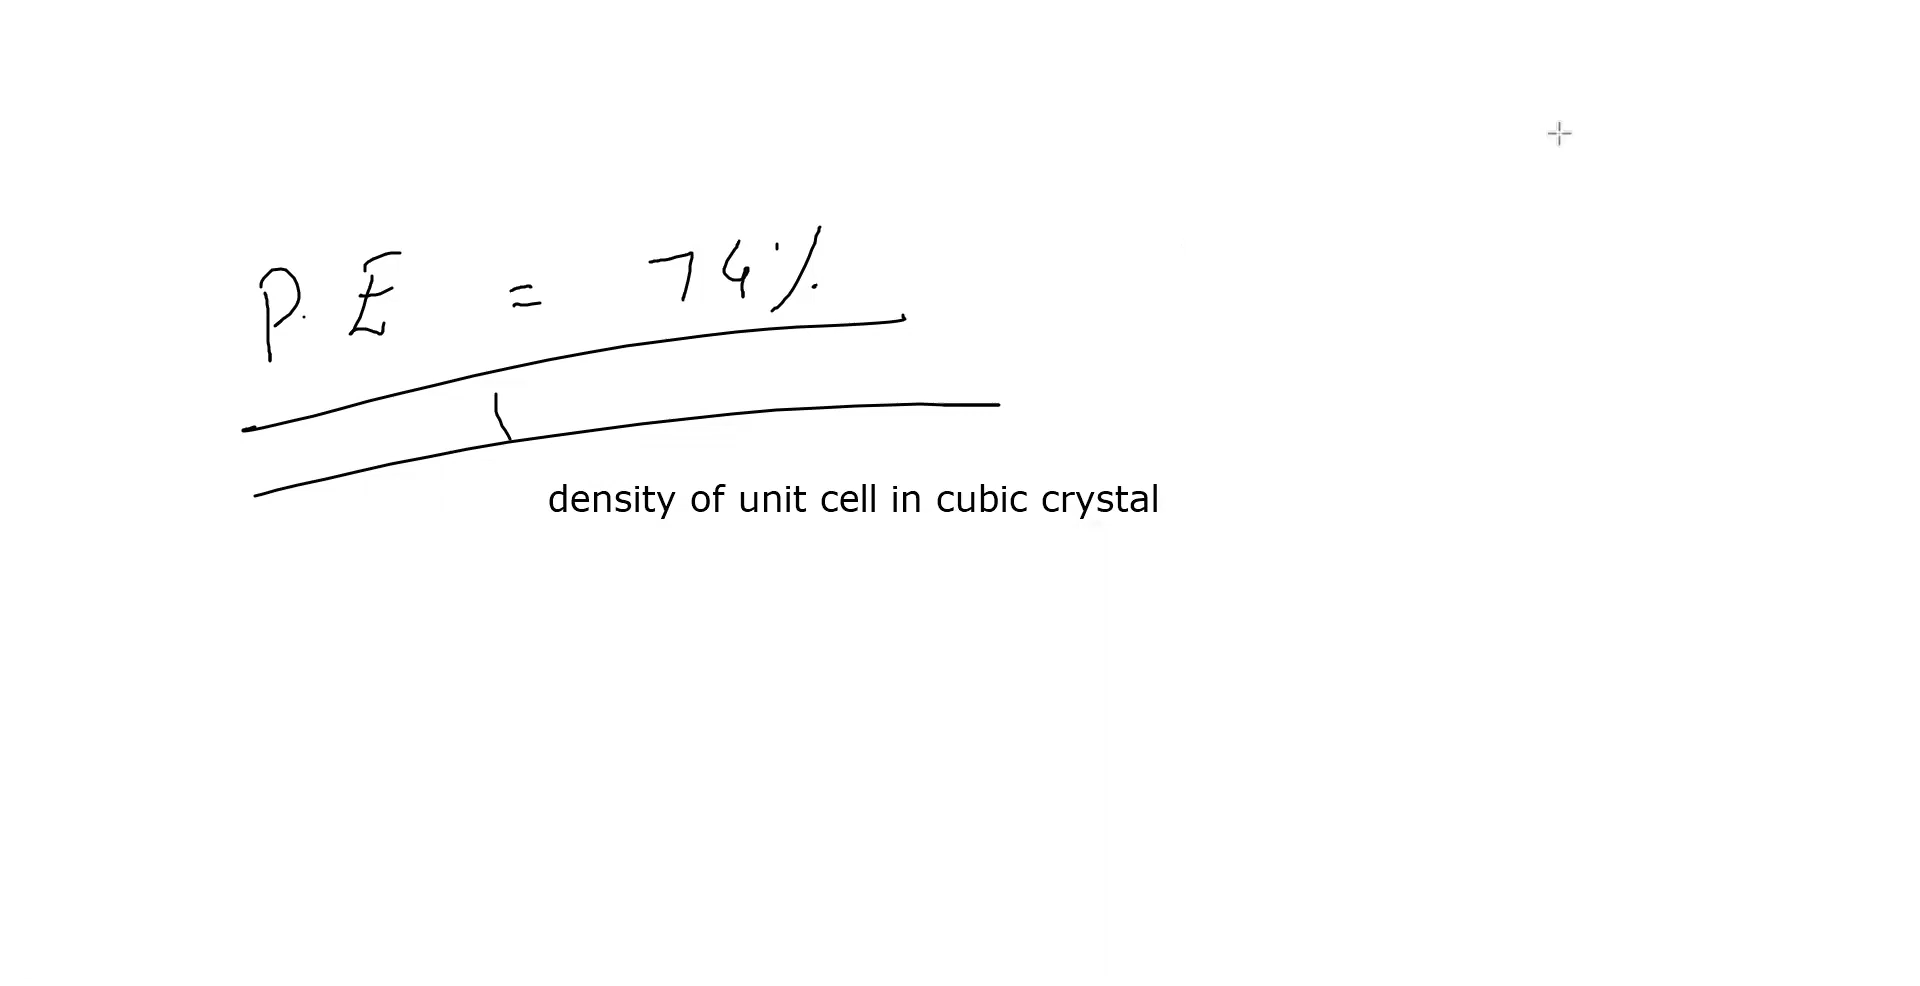 P. E = 74%
density of unit cell in cubic crystal